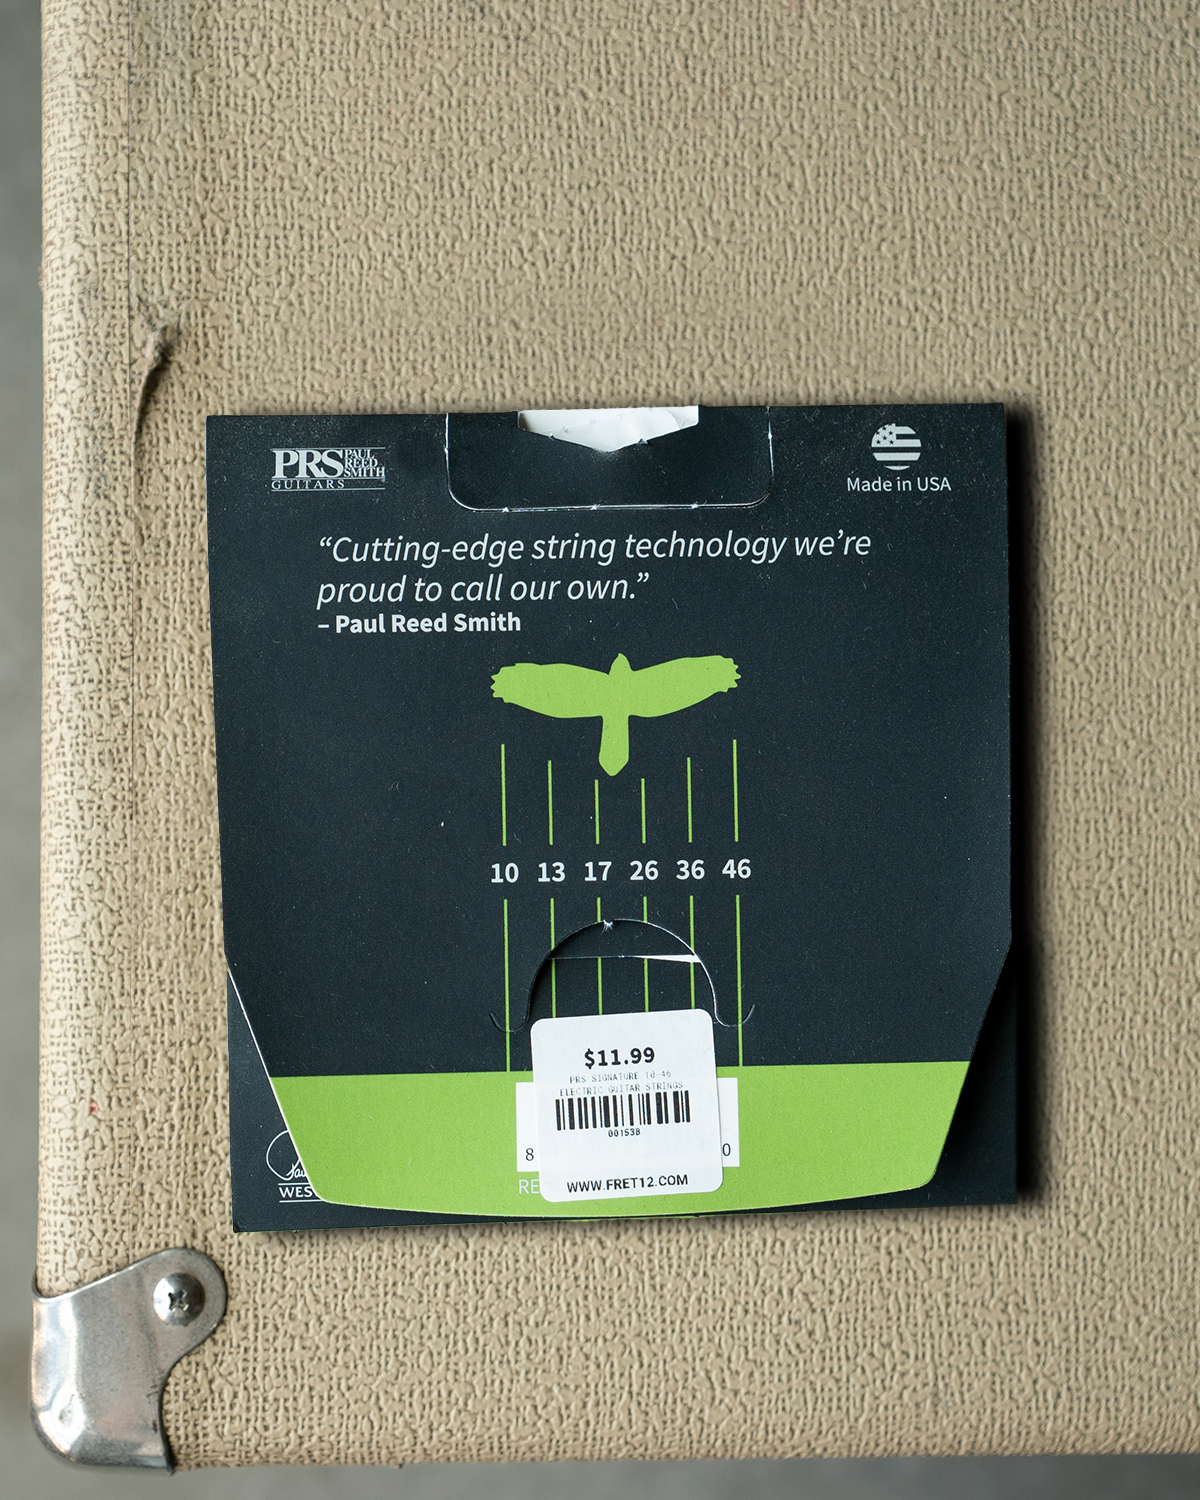 PRS PAUL REED SMITH
GUITARS
Made in USA
“Cutting-edge string technology we’re
proud to call our own.”
– Paul Reed Smith
10 13 17 26 36 46
$11.99
PRS SIGNATURE 10-46
ELECTRIC GUITAR STRINGS
001538
8 0
WWW.FRET12.COM